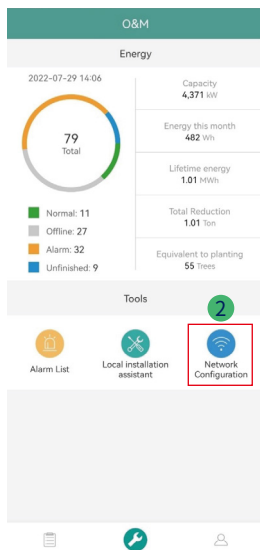 O&M
Energy
2022-07-29 14:06
79
Total
Normal: 11
Offline: 27
Alarm: 32
Unfinished: 9
Capacity
4,371 kW
Energy this month
482 Wh
Lifetime energy
1.01 MWh
Total Reduction
1.01 Ton
Equivalent to planting
55 Trees
Tools
2
Alarm List
Local installation
assistant
Network
Configuration